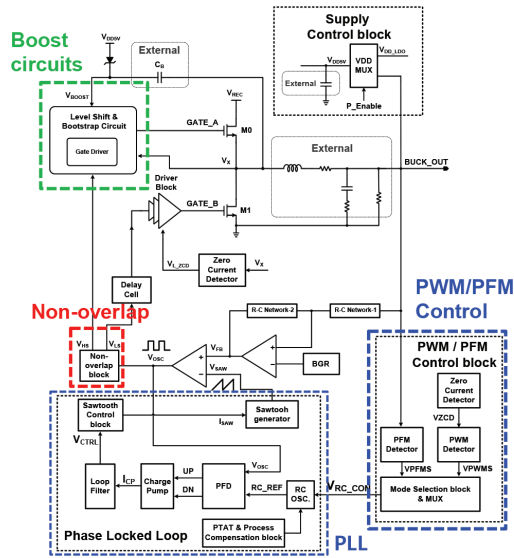 Boost
circuits
V_DD5V
External
C_B
V_BOOST
Level Shift &
Bootstrap Circuit
Gate Driver
GATE_A
V_REC
M0
V_X
Driver
Block
GATE_B
M1
V_L_ZCD
Zero
Current
Detector
V_X
Supply
Control block
V_DD5V
VDD
MUX
V_DD_LDO
External
P_Enable
External
BUCK_OUT
Delay
Cell
Non-overlap
V_HS
V_LS
Non-
overlap
block
V_OSC
V_FB
V_SAW
R-C Network-2
R-C Network-1
BGR
PWM/PFM
Control
PWM / PFM
Control block
Zero
Current
Detector
VZCD
PFM
Detector
PWM
Detector
VPFMS
VPWMS
Mode Selection block
& MUX
V_RC_CON
Sawtooth
Control
block
I_SAW
Sawtooh
generator
V_CTRL
Loop
Filter
I_CP
Charge
Pump
UP
DN
PFD
V_OSC
RC_REF
RC
OSC.
PTAT & Process
Compensation block
Phase Locked Loop
PLL